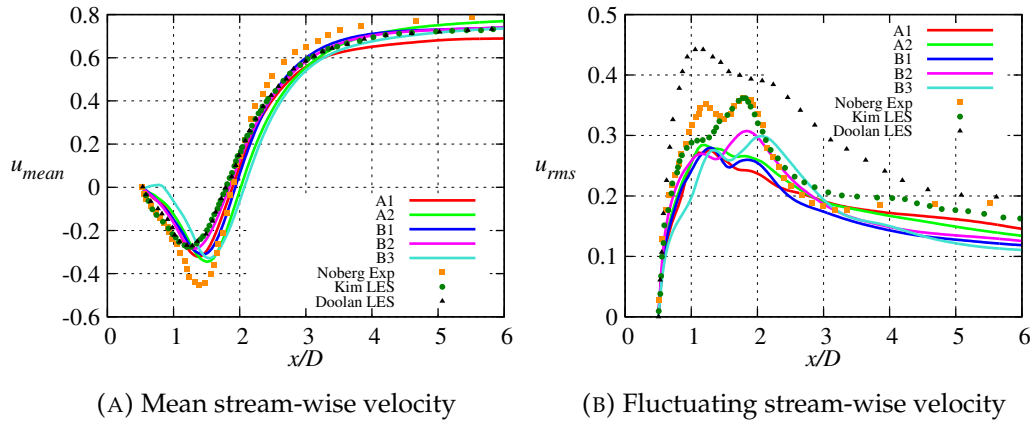 0.8
0.6
0.4
0.2
0
-0.2
-0.4
-0.6
u_mean
0 1 2 3 4 5 6
x/D
A1
A2
B1
B2
B3
Noberg Exp
Kim LES
Doolan LES
(A) Mean stream-wise velocity
0.5
0.4
0.3
0.2
0.1
0
u_rms
0 1 2 3 4 5 6
x/D
A1
A2
B1
B2
B3
Noberg Exp
Kim LES
Doolan LES
(B) Fluctuating stream-wise velocity